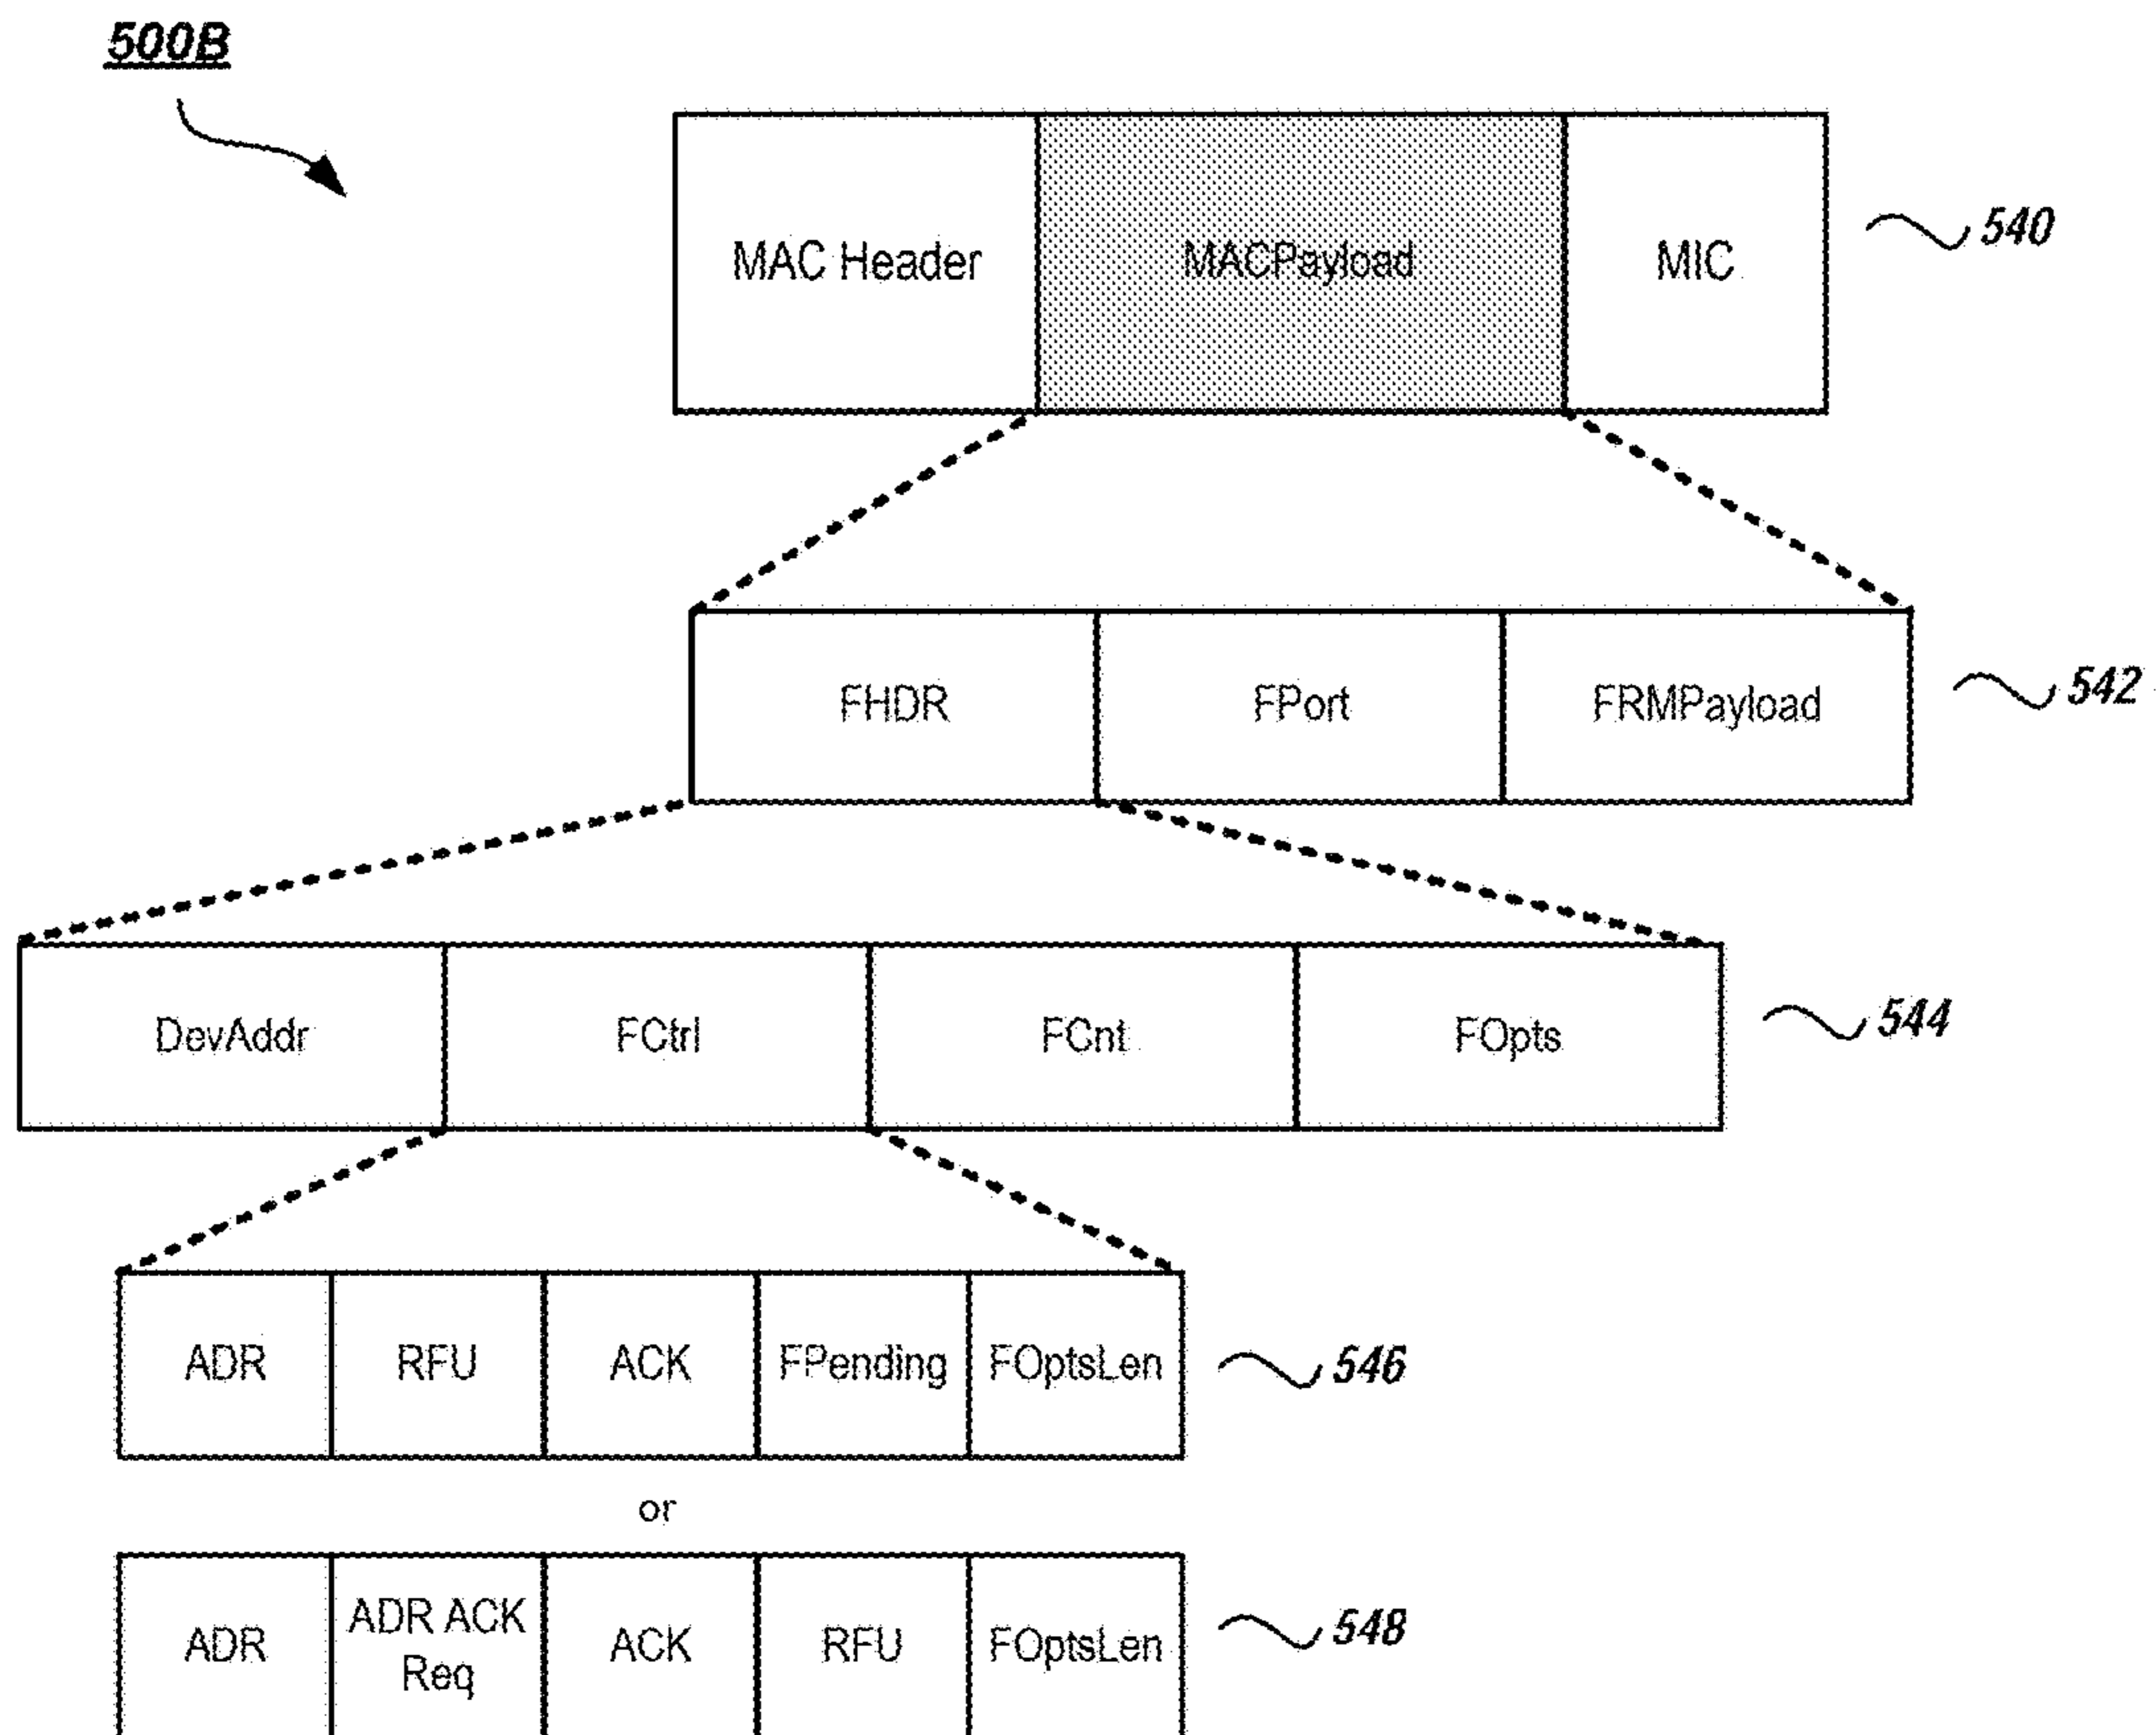 500B
MAC Header MACPayload MIC 540
FHDR FPort FRMPayload 542
DevAddr FCtrl FCnt FOpts 544
ADR RFU ACK FPending FOptsLen 546
or
ADR ADR ACK Req ACK RFU FOptsLen 548